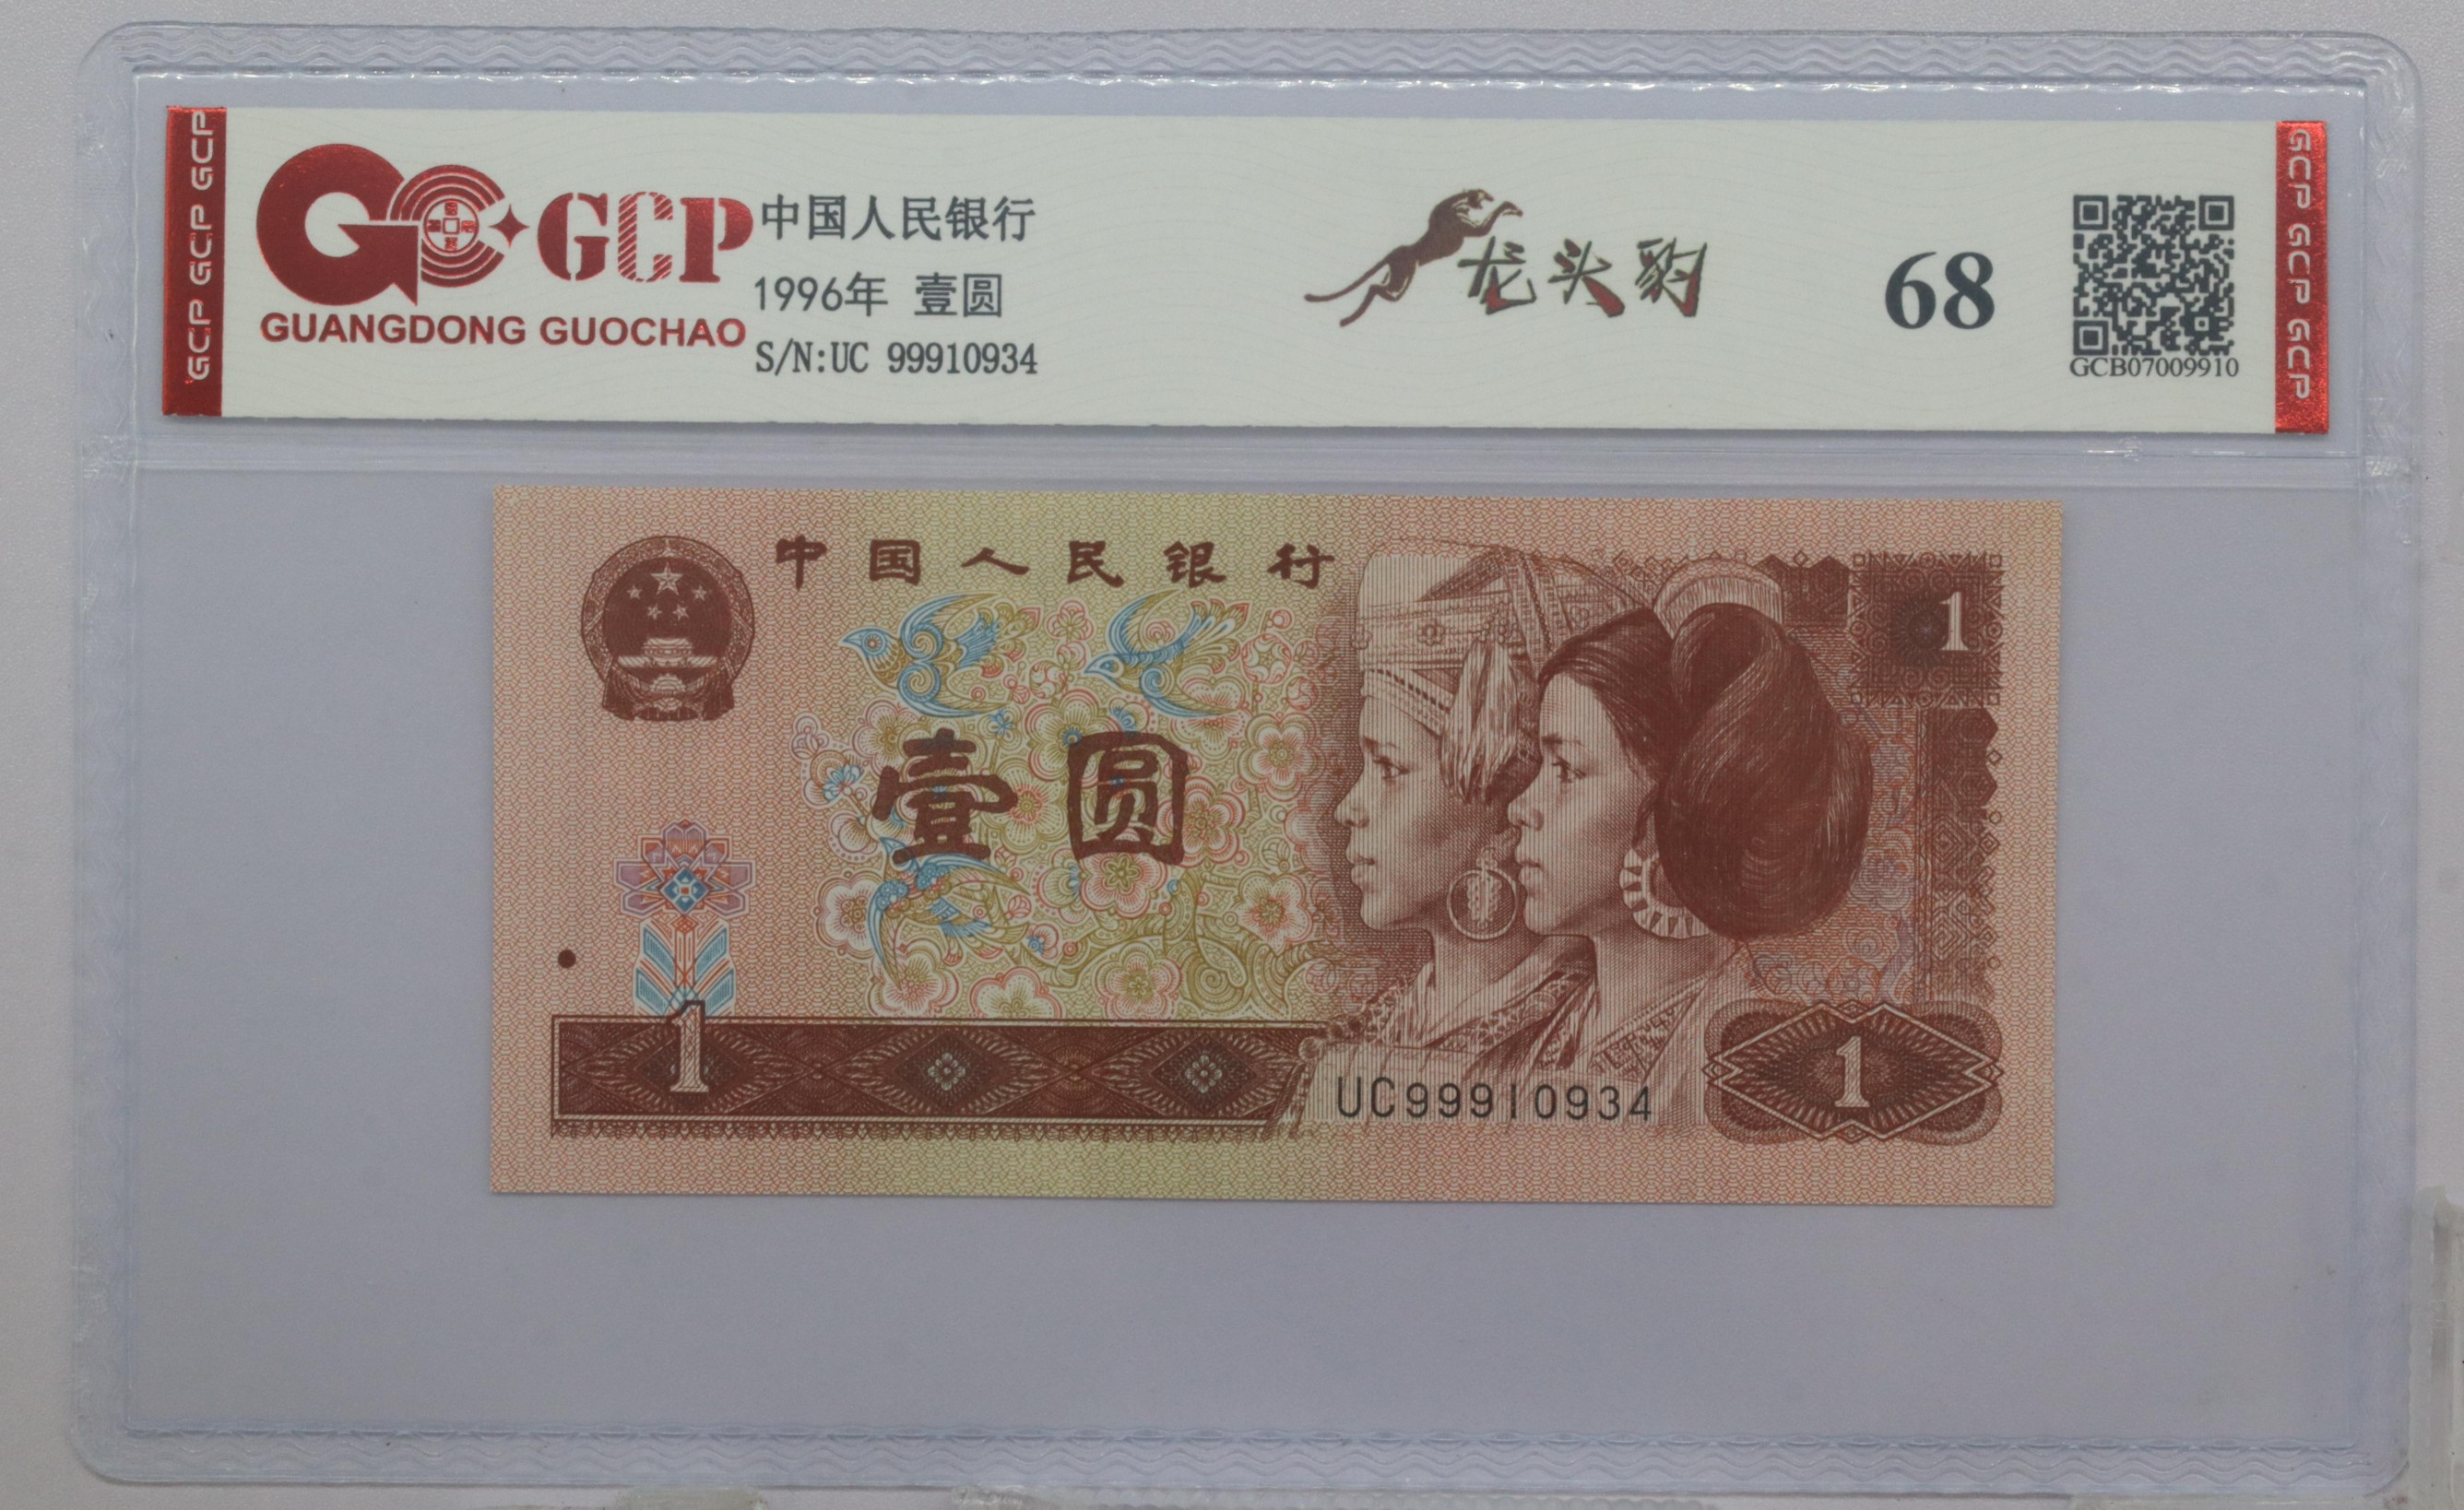 GCP GCP GCP
GCP
GUANGDONG GUOCHAO
中国人民银行
1996年 壹圆
S/N:UC 99910934
龙头豹
68
GCB07009910
GCP GCP GCP
中国人民银行
1
壹圆
1
UC99910934
1